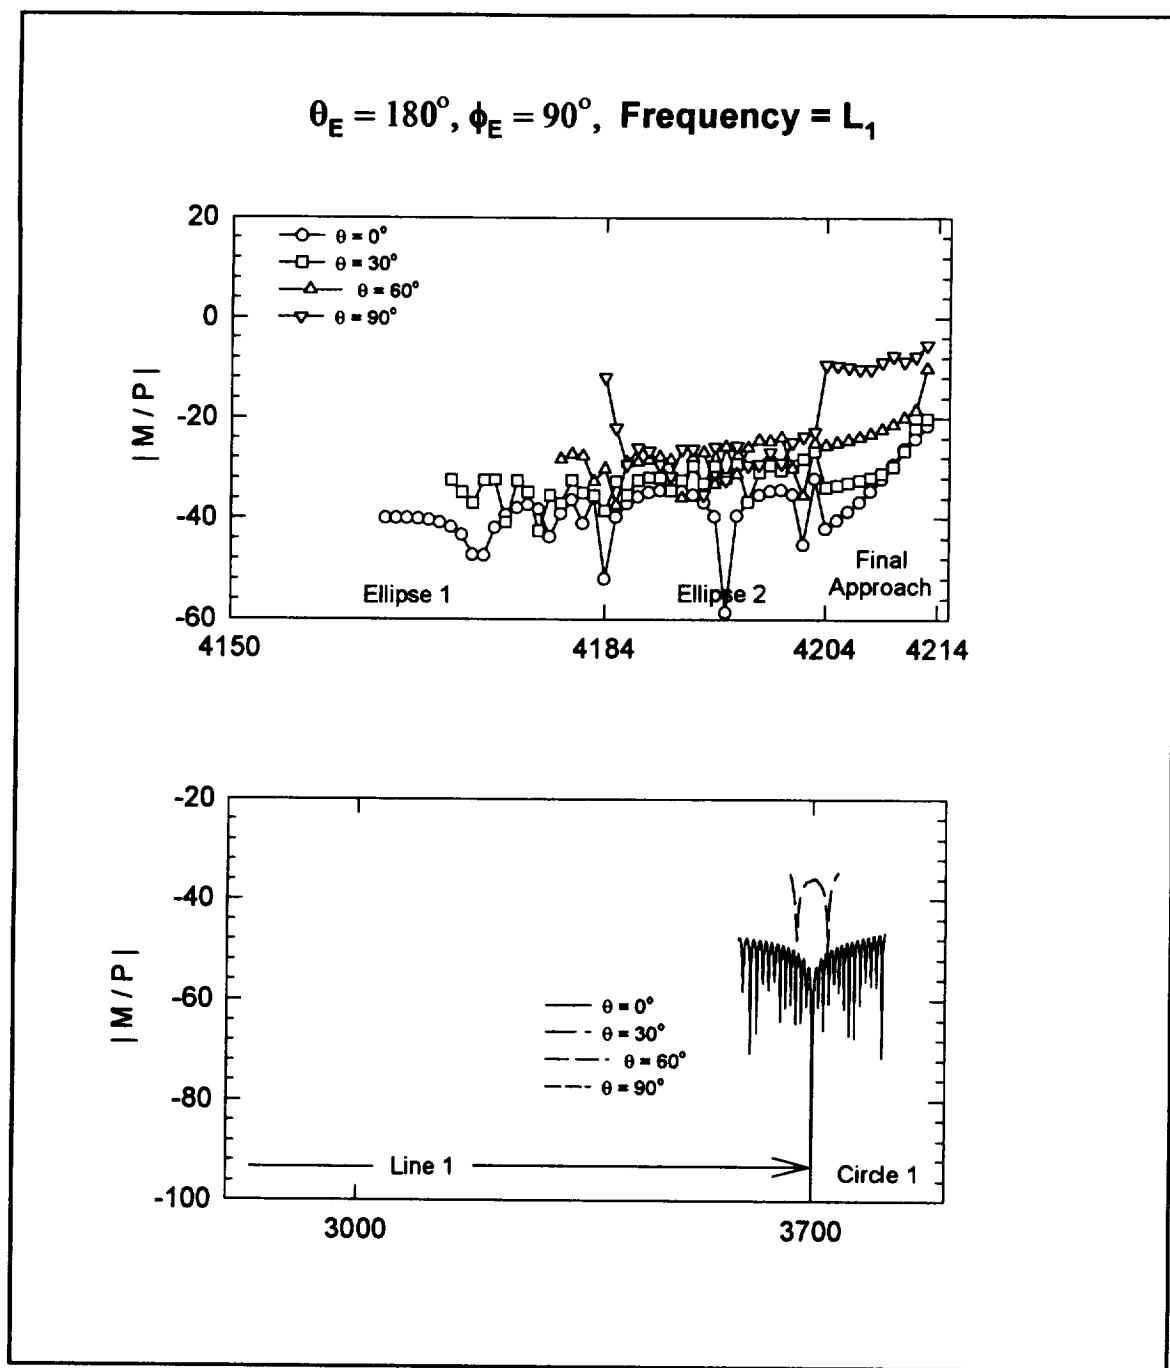 θE = 180°, ϕE = 90°, Frequency = L1
20
0
-20
-40
-60
|M/P|
θ = 0°
θ = 30°
θ = 60°
θ = 90°
Ellipse 1
Ellipse 2
Final
Approach
4150
4184
4204
4214
-20
-40
-60
-80
-100
|M/P|
θ = 0°
θ = 30°
θ = 60°
θ = 90°
Line 1
Circle 1
3000
3700